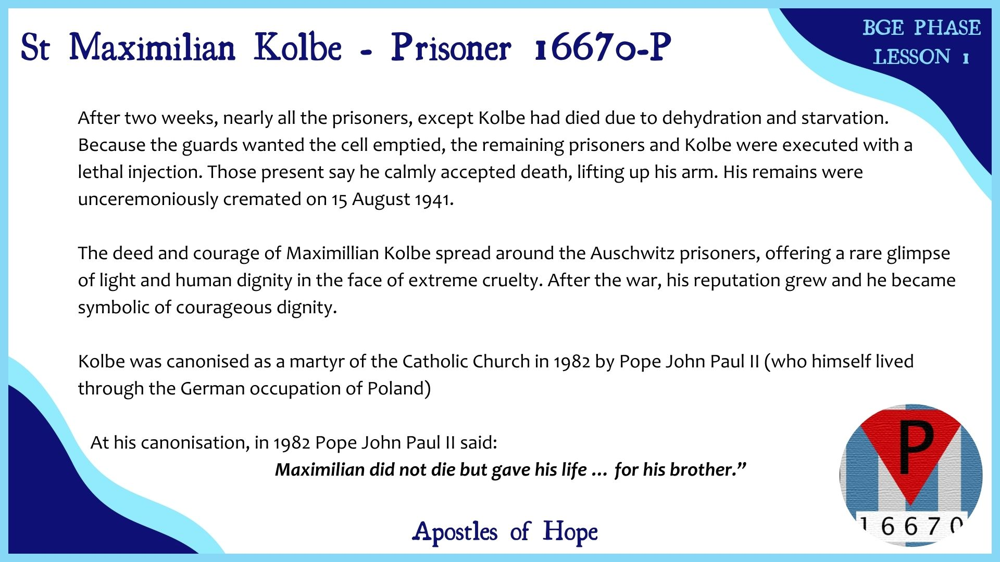 St Maximilian Kolbe - Prisoner 16670-P
BGE PHASE
LESSON 1
After two weeks, nearly all the prisoners, except Kolbe had died due to dehydration and starvation.
Because the guards wanted the cell emptied, the remaining prisoners and Kolbe were executed with a
lethal injection. Those present say he calmly accepted death, lifting up his arm. His remains were
unceremoniously cremated on 15 August 1941.
The deed and courage of Maximillian Kolbe spread around the Auschwitz prisoners, offering a rare glimpse
of light and human dignity in the face of extreme cruelty. After the war, his reputation grew and he became
symbolic of courageous dignity.
Kolbe was canonised as a martyr of the Catholic Church in 1982 by Pope John Paul II (who himself lived
through the German occupation of Poland)
At his canonisation, in 1982 Pope John Paul II said:
Maximilian did not die but gave his life ... for his brother.”
P
16670
Apostles of Hope